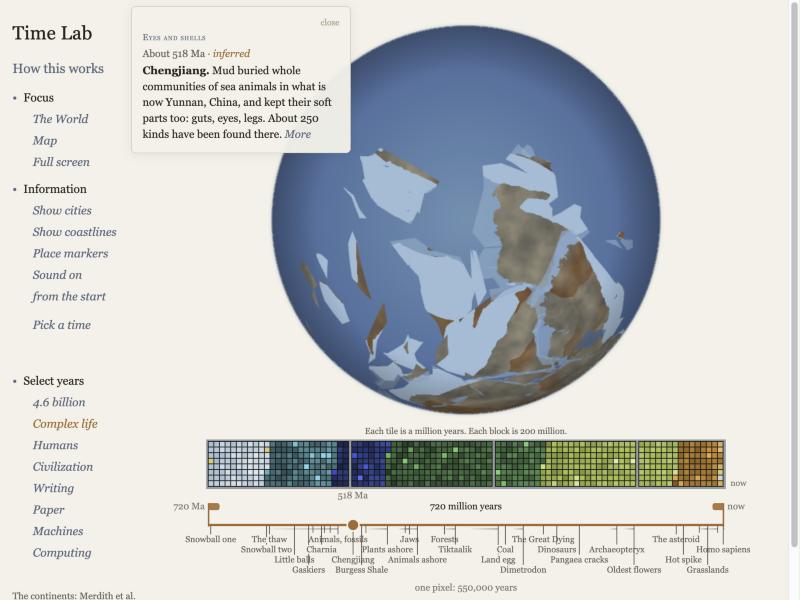 Time Lab
How this works
Focus
The World
Map
Full screen
Information
Show cities
Show coastlines
Place markers
Sound on
from the start
Pick a time
Select years
4.6 billion
Complex life
Humans
Civilization
Writing
Paper
Machines
Computing
The continents: Merdith et al.
close
Eyes and shells
About 518 Ma · inferred
Chengjiang. Mud buried whole
communities of sea animals in what is
now Yunnan, China, and kept their soft
parts too: guts, eyes, legs. About 250
kinds have been found there. More
Each tile is a million years. Each block is 200 million.
now
518 Ma
720 Ma
720 million years
now
Snowball one
The thaw
Animals, fossils
Jaws
Forests
The Great Dying
The asteroid
Snowball two
Charnia
Plants ashore
Tiktaalik
Coal
Dinosaurs
Archaeopteryx
Homo sapiens
Little balls
Chengjiang
Animals ashore
Land egg
Pangaea cracks
Hot spike
Gaskiers
Burgess Shale
Dimetrodon
Oldest flowers
Grasslands
one pixel: 550,000 years